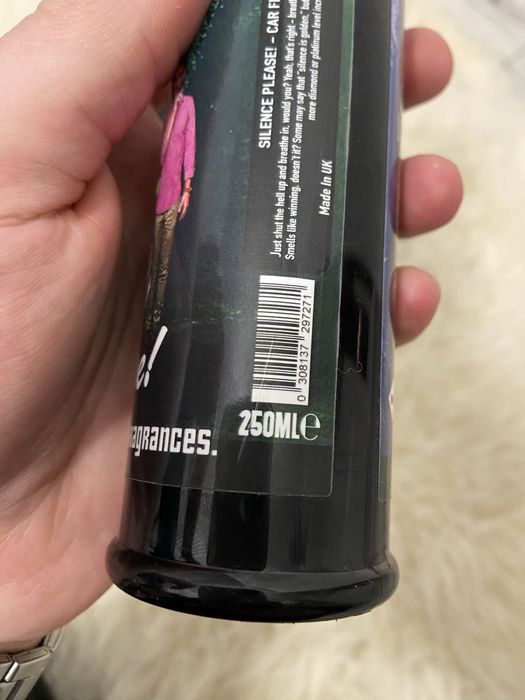 SILENCE PLEASE! - CAR
Just shut the hell up and breathe in, would you? Yeah, that's right - 
Smells like winning, doesn't it? Some may say that "silence is golden,"
more diamond or platinum level
Made In UK
0 308137 297271
250ML e
e!
ragrances.